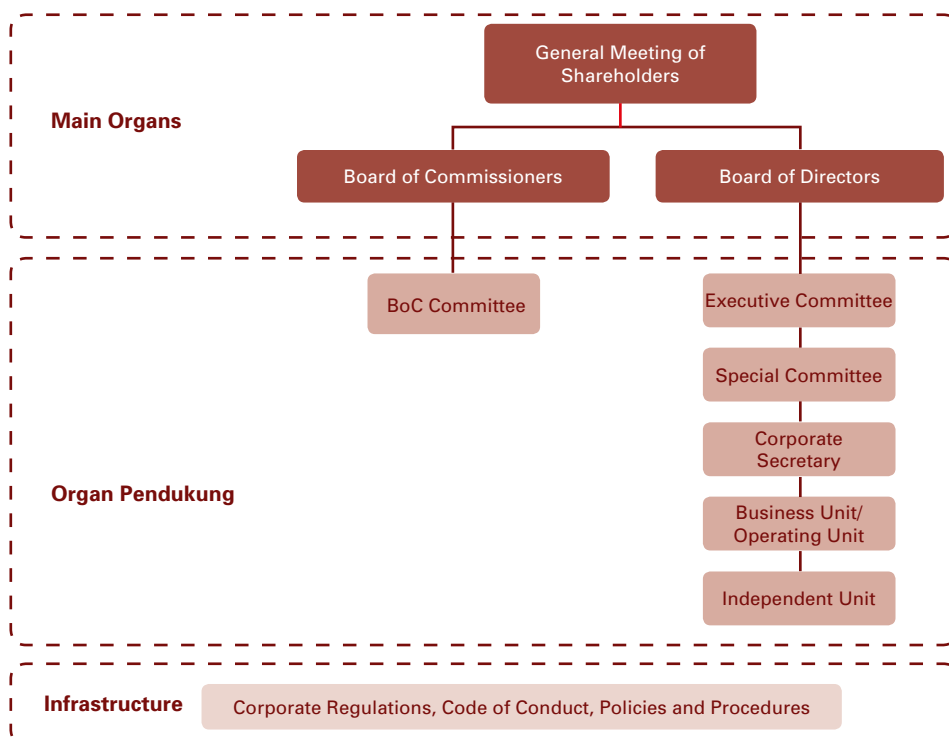 General Meeting of
Shareholders
Main Organs
Board of Commissioners
Board of Directors
BoC Committee
Executive Committee
Special Committee
Corporate
Secretary
Organ Pendukung
Business Unit/
Operating Unit
Independent Unit
Infrastructure
Corporate Regulations, Code of Conduct, Policies and Procedures